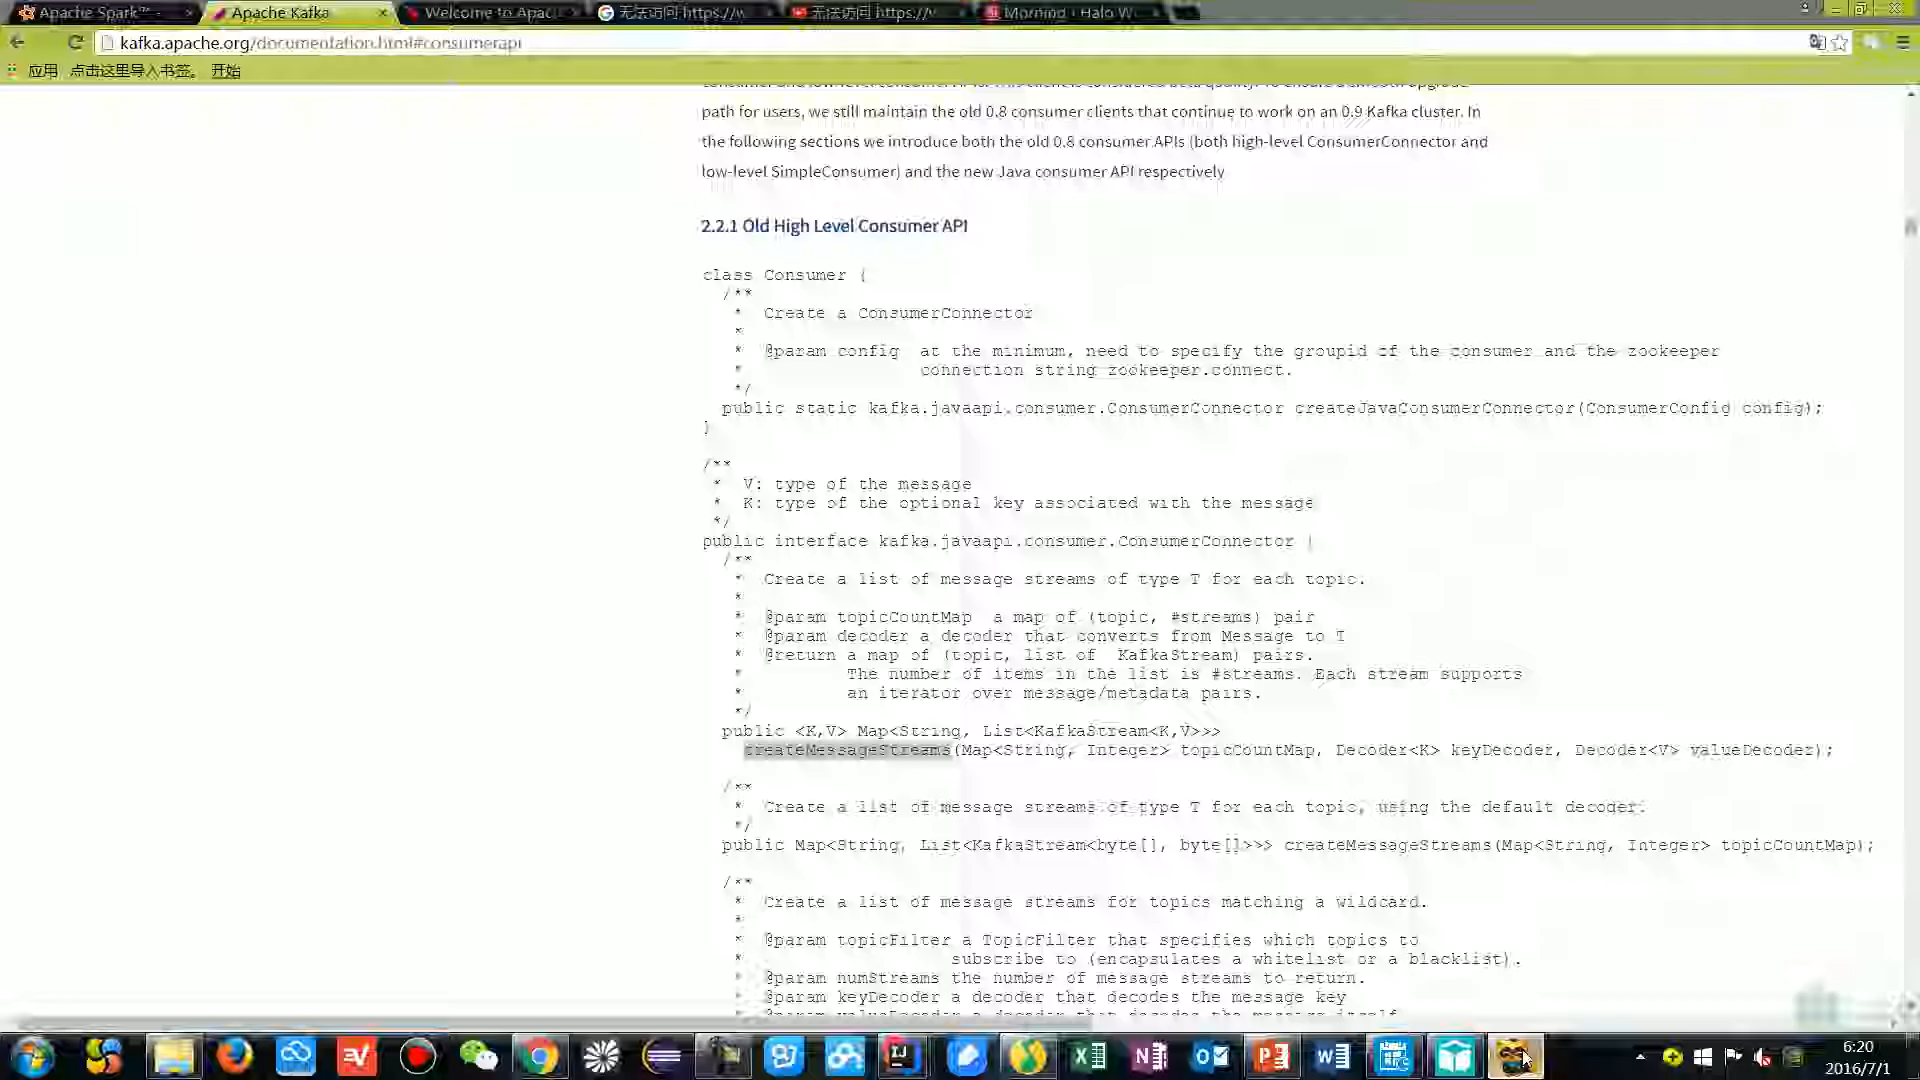 Apache Spark™ -
Apache Kafka
Welcome to Apac
无法访问 https://w
无法访问 https://
Morning - Halo W
kafka.apache.org/documentation.html#consumerapi
应用 点击这里导入书签。 开始
path for users, we still maintain the old 0.8 consumer clients that continue to work on an 0.9 Kafka cluster. In
the following sections we introduce both the old 0.8 consumer APIs (both high-level ConsumerConnector and
low-level SimpleConsumer) and the new Java consumer API respectively
2.2.1 Old High Level Consumer API
class Consumer {
/**
* Create a ConsumerConnector
*
* @param config at the minimum, need to specify the groupid of the consumer and the zookeeper
* connection string zookeeper.connect.
*/
public static kafka.javaapi.consumer.ConsumerConnector createJavaConsumerConnector(ConsumerConfig config);
}
/**
* V: type of the message
* K: type of the optional key associated with the message
*/
public interface kafka.javaapi.consumer.ConsumerConnector {
/**
* Create a list of message streams of type T for each topic.
*
* @param topicCountMap a map of (topic, #streams) pair
* @param decoder a decoder that converts from Message to T
* @return a map of (topic, list of KafkaStream) pairs.
* The number of items in the list is #streams. Each stream supports
* an iterator over message/metadata pairs.
*/
public <K,V> Map<String, List<KafkaStream<K,V>>>
createMessageStreams(Map<String, Integer> topicCountMap, Decoder<K> keyDecoder, Decoder<V> valueDecoder);
/**
* Create a list of message streams of type T for each topic, using the default decoder.
*/
public Map<String, List<KafkaStream<byte[], byte[]>>> createMessageStreams(Map<String, Integer> topicCountMap);
/**
* Create a list of message streams for topics matching a wildcard.
*
* @param topicFilter a TopicFilter that specifies which topics to
* subscribe to (encapsulates a whitelist or a blacklist).
* @param numStreams the number of message streams to return.
* @param keyDecoder a decoder that decodes the message key
6:20
2016/7/1